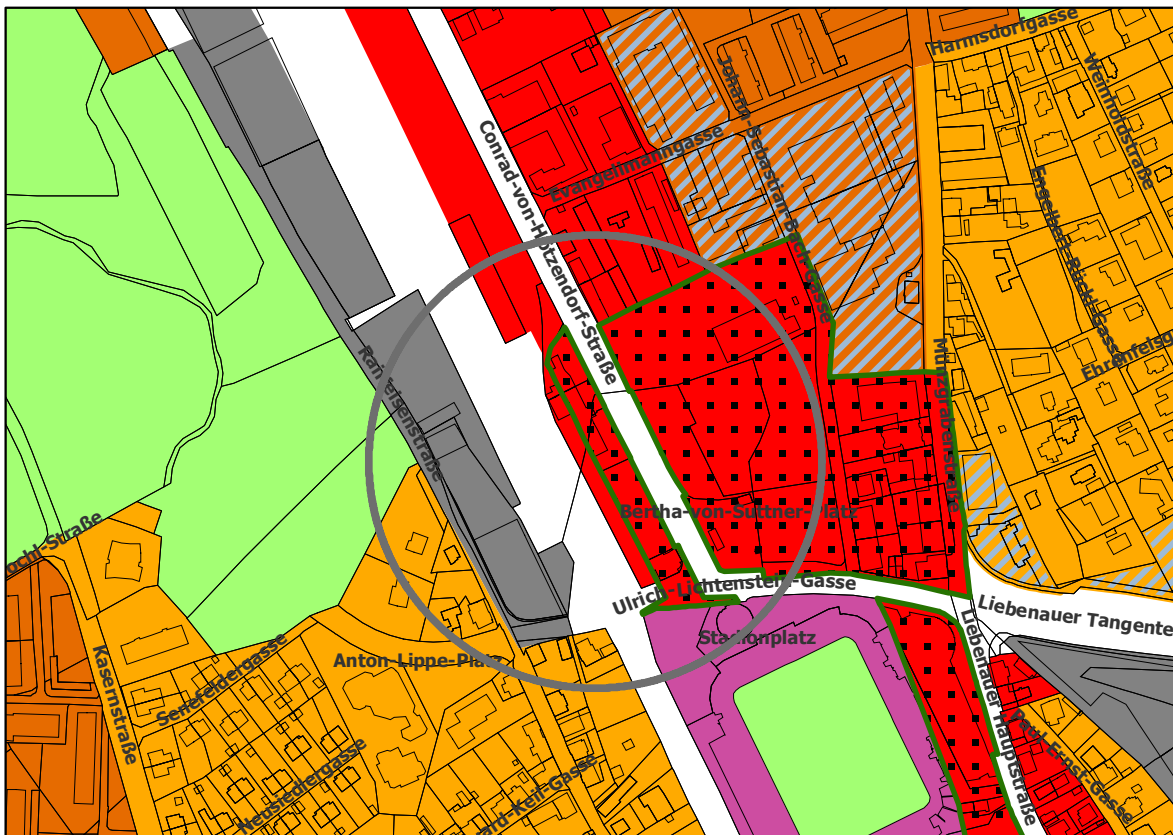 Harmsdorfgasse
Weinholdstraße
Johann-Sebastian-Bach-Gasse
Conrad-von-Hötzendorf-Straße
Evangelimanngasse
Engelbert-Rückl-Gasse
Münzgrabenstraße
Raiffeisenstraße
Bertha-von-Suttner-Platz
Ulrich-Lichtenstein-Gasse
Liebenauer Tangente
Stadionplatz
Anton-Lippe-Platz
Senefeldergasse
Kasernstraße
Neusiedlergasse
Liebenauer Hauptstraße